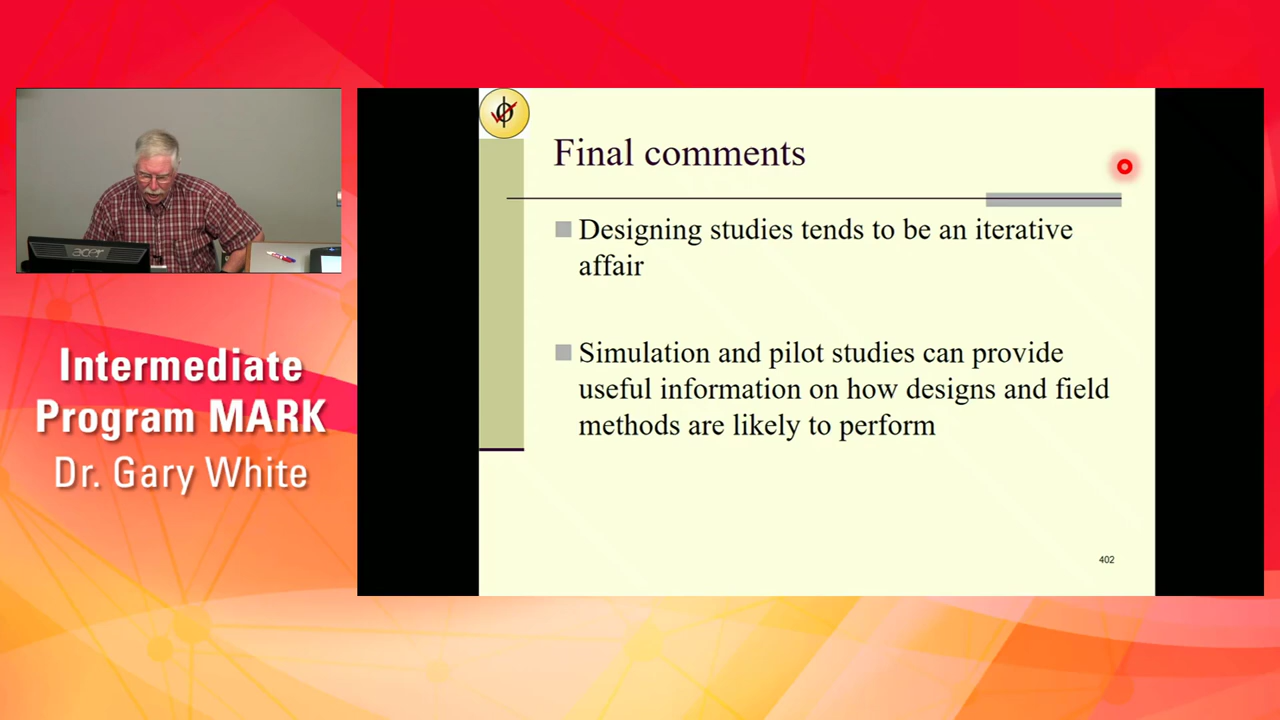 acer
Intermediate
Program MARK
Dr. Gary White
Final comments
Designing studies tends to be an iterative
affair
Simulation and pilot studies can provide
useful information on how designs and field
methods are likely to perform
402